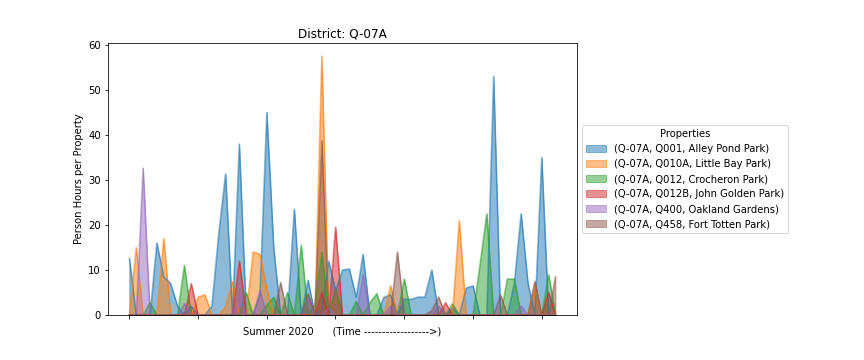 District: Q-07A
60
50
40
30
20
10
0
Person Hours per Property
Summer 2020 (Time ------------------>)
Properties
(Q-07A, Q001, Alley Pond Park)
(Q-07A, Q010A, Little Bay Park)
(Q-07A, Q012, Crocheron Park)
(Q-07A, Q012B, John Golden Park)
(Q-07A, Q400, Oakland Gardens)
(Q-07A, Q458, Fort Totten Park)